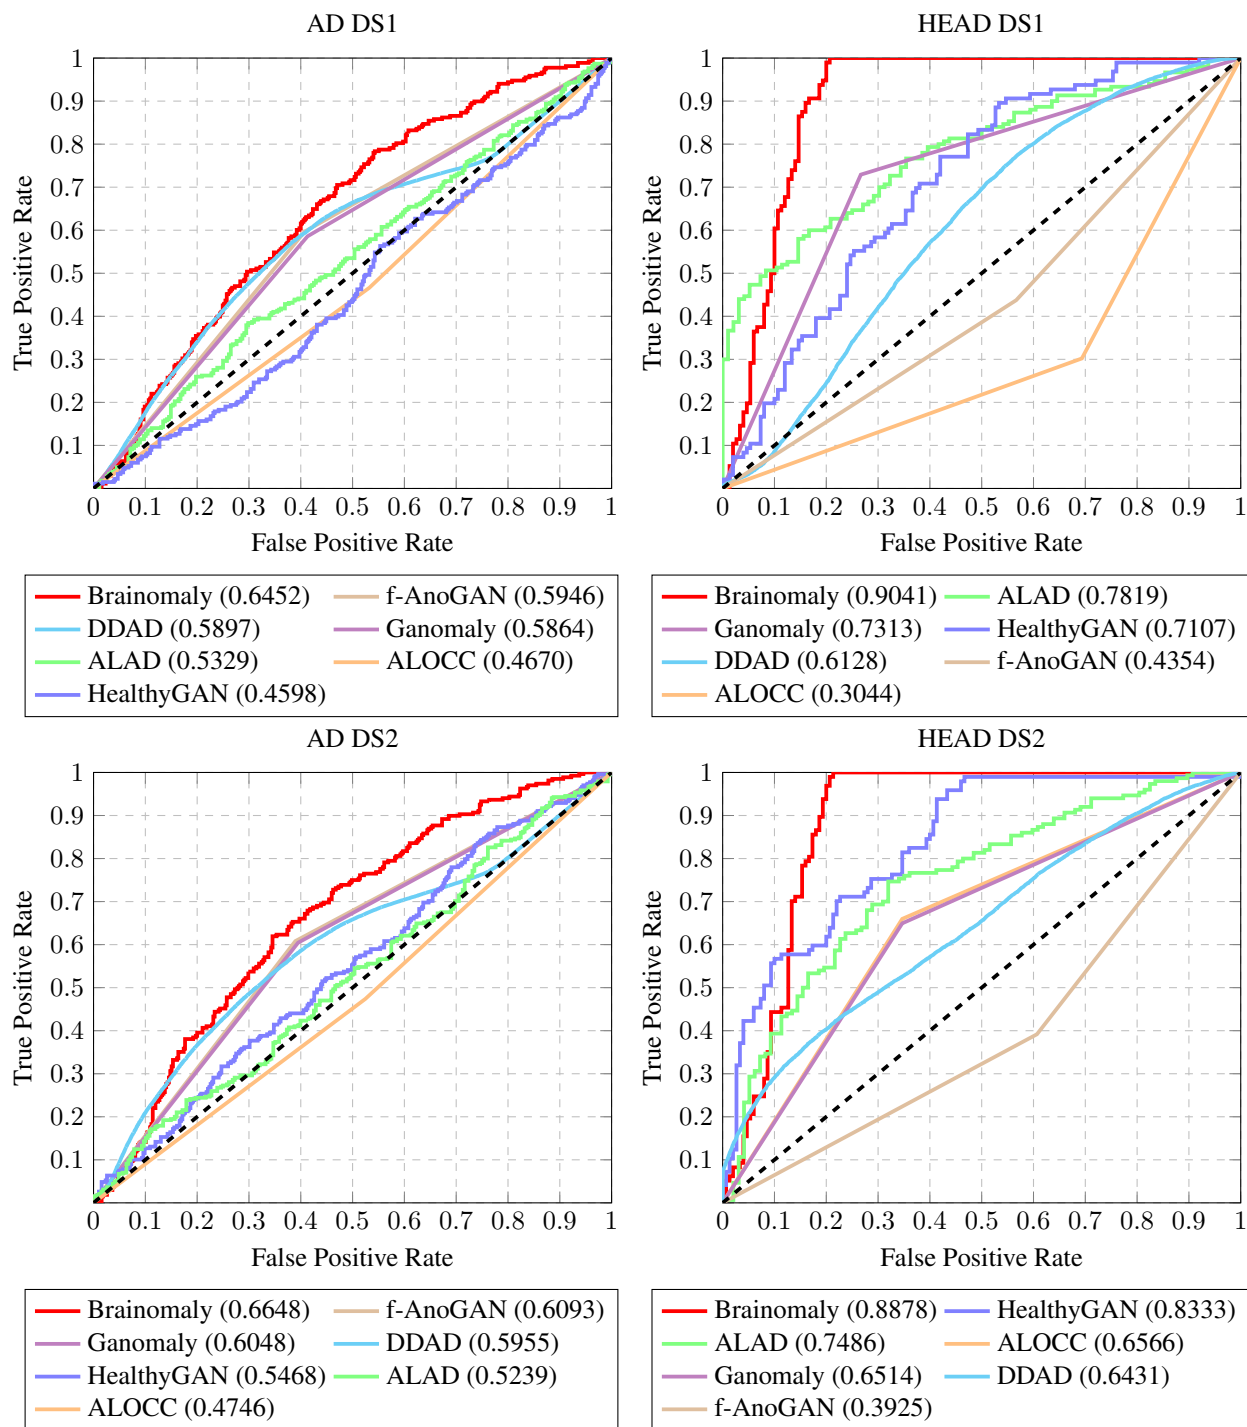 AD DS1
1
0.9
0.8
0.7
0.6
0.5
0.4
0.3
0.2
0.1
True Positive Rate
0 0.1 0.2 0.3 0.4 0.5 0.6 0.7 0.8 0.9 1
False Positive Rate
Brainomaly (0.6452) f-AnoGAN (0.5946)
DDAD (0.5897) Ganomaly (0.5864)
ALAD (0.5329) ALOCC (0.4670)
HealthyGAN (0.4598)
HEAD DS1
1
0.9
0.8
0.7
0.6
0.5
0.4
0.3
0.2
0.1
True Positive Rate
0 0.1 0.2 0.3 0.4 0.5 0.6 0.7 0.8 0.9 1
False Positive Rate
Brainomaly (0.9041) ALAD (0.7819)
Ganomaly (0.7313) HealthyGAN (0.7107)
DDAD (0.6128) f-AnoGAN (0.4354)
ALOCC (0.3044)
AD DS2
1
0.9
0.8
0.7
0.6
0.5
0.4
0.3
0.2
0.1
True Positive Rate
0 0.1 0.2 0.3 0.4 0.5 0.6 0.7 0.8 0.9 1
False Positive Rate
Brainomaly (0.6648) f-AnoGAN (0.6093)
Ganomaly (0.6048) DDAD (0.5955)
HealthyGAN (0.5468) ALAD (0.5239)
ALOCC (0.4746)
HEAD DS2
1
0.9
0.8
0.7
0.6
0.5
0.4
0.3
0.2
0.1
True Positive Rate
0 0.1 0.2 0.3 0.4 0.5 0.6 0.7 0.8 0.9 1
False Positive Rate
Brainomaly (0.8878) HealthyGAN (0.8333)
ALAD (0.7486) ALOCC (0.6566)
Ganomaly (0.6514) DDAD (0.6431)
f-AnoGAN (0.3925)